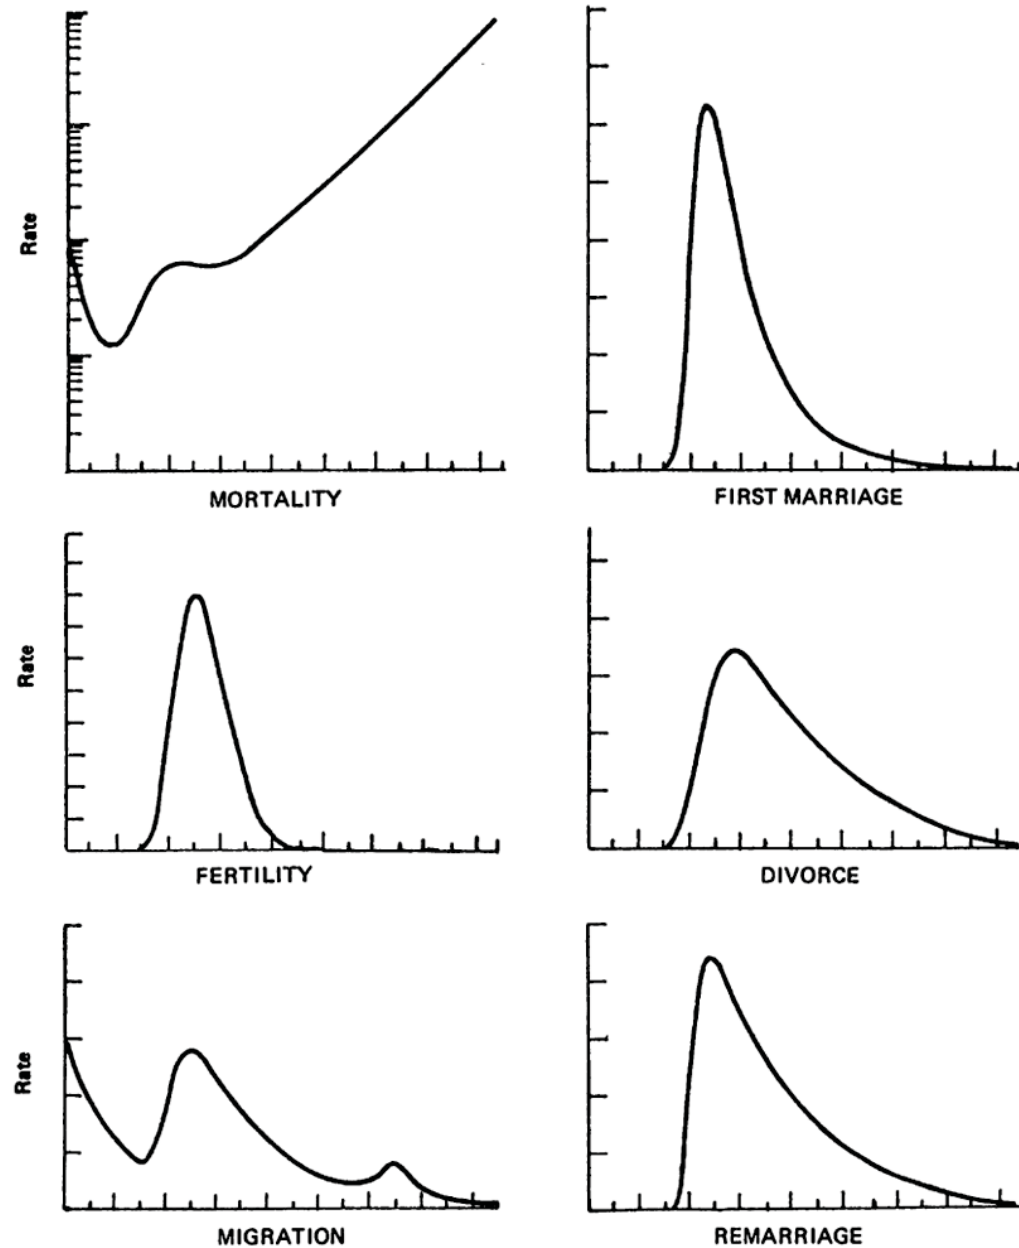 Rate
MORTALITY
FIRST MARRIAGE
Rate
FERTILITY
DIVORCE
Rate
MIGRATION
REMARRIAGE